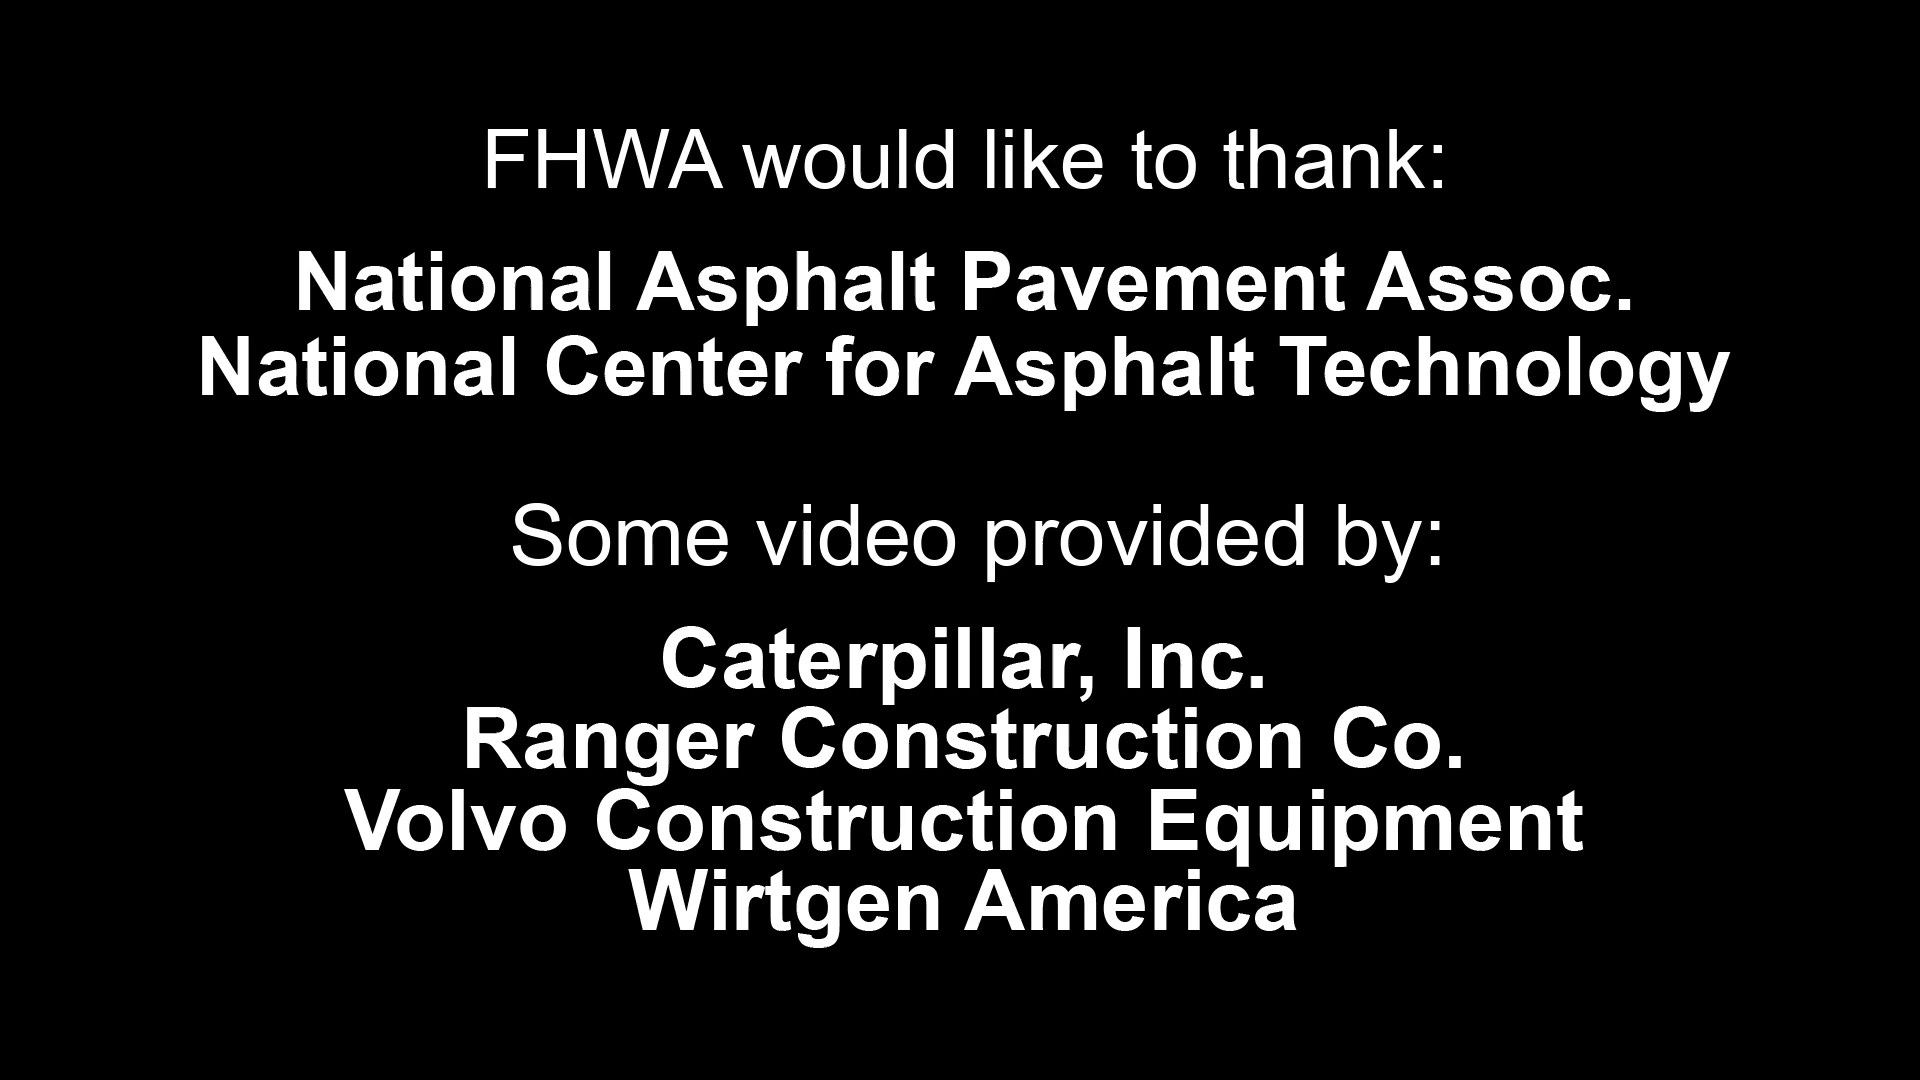 FHWA would like to thank:
National Asphalt Pavement Assoc.
National Center for Asphalt Technology
Some video provided by:
Caterpillar, Inc.
Ranger Construction Co.
Volvo Construction Equipment
Wirtgen America